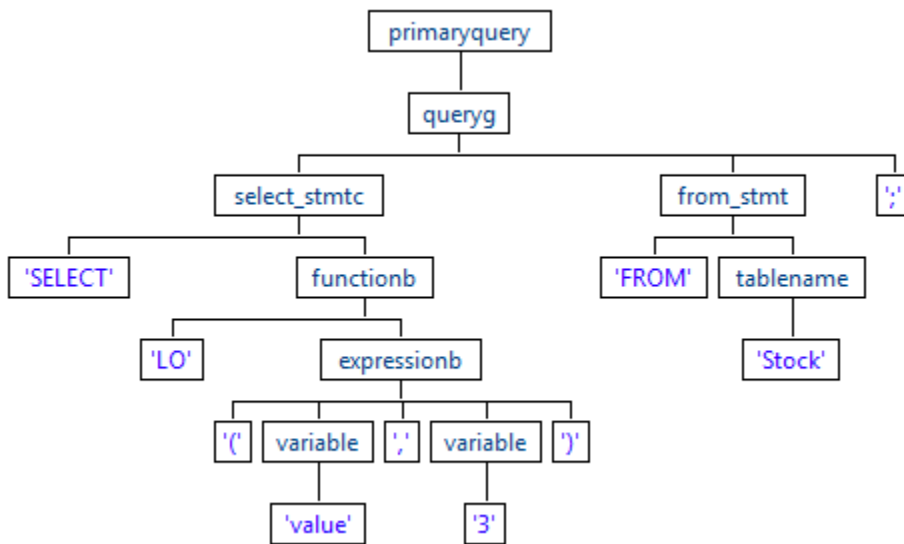 primaryquery
queryg
select_stmtc
from_stmt
';'
'SELECT'
functionb
'FROM'
tablename
'LO'
expressionb
'Stock'
'('
variable
','
variable
')'
'value'
'3'